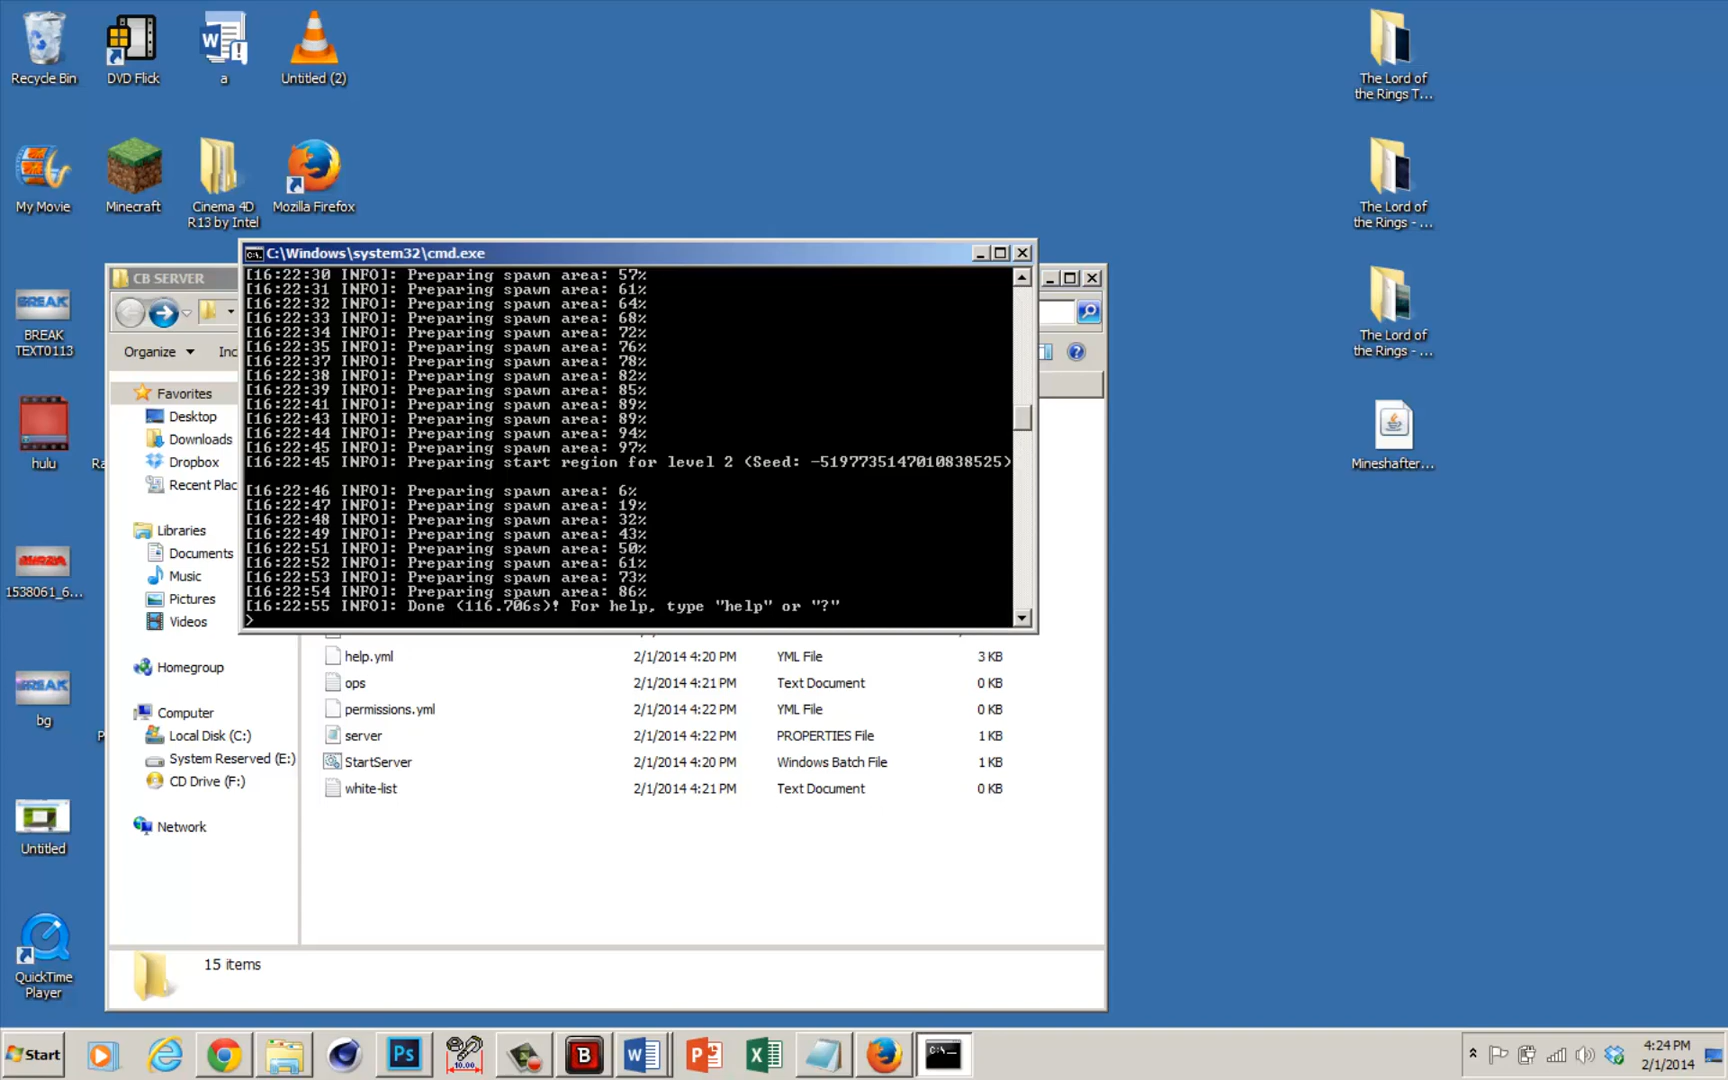 Recycle Bin
DVD Flick
a
Untitled (2)
The Lord of
the Rings T...
My Movie
Minecraft
Cinema 4D
R13 by Intel
Mozilla Firefox
The Lord of
the Rings - ...
BREAK
BREAK
TEXT0113
The Lord of
the Rings - ...
hulu
Ra
Mineshafter...
1538061_6...
BREAK
bg
P
Untitled
QuickTime
Player
C:\Windows\system32\cmd.exe
[16:22:30 INFO]: Preparing spawn area: 57%
[16:22:31 INFO]: Preparing spawn area: 61%
[16:22:32 INFO]: Preparing spawn area: 64%
[16:22:33 INFO]: Preparing spawn area: 68%
[16:22:34 INFO]: Preparing spawn area: 72%
[16:22:35 INFO]: Preparing spawn area: 76%
[16:22:37 INFO]: Preparing spawn area: 78%
[16:22:38 INFO]: Preparing spawn area: 82%
[16:22:39 INFO]: Preparing spawn area: 85%
[16:22:41 INFO]: Preparing spawn area: 89%
[16:22:43 INFO]: Preparing spawn area: 89%
[16:22:44 INFO]: Preparing spawn area: 94%
[16:22:45 INFO]: Preparing spawn area: 97%
[16:22:45 INFO]: Preparing start region for level 2 (Seed: -5197735147010838525)
[16:22:46 INFO]: Preparing spawn area: 6%
[16:22:47 INFO]: Preparing spawn area: 19%
[16:22:48 INFO]: Preparing spawn area: 32%
[16:22:49 INFO]: Preparing spawn area: 43%
[16:22:51 INFO]: Preparing spawn area: 50%
[16:22:52 INFO]: Preparing spawn area: 61%
[16:22:53 INFO]: Preparing spawn area: 73%
[16:22:54 INFO]: Preparing spawn area: 86%
[16:22:55 INFO]: Done (116.706s)! For help, type "help" or "?"
>
CB SERVER
Organize
Inc
Favorites
Desktop
Downloads
Dropbox
Recent Plac
Libraries
Documents
Music
Pictures
Videos
Homegroup
Computer
Local Disk (C:)
System Reserved (E:)
CD Drive (F:)
Network
help.yml 2/1/2014 4:20 PM YML File 3 KB
ops 2/1/2014 4:21 PM Text Document 0 KB
permissions.yml 2/1/2014 4:22 PM YML File 0 KB
server 2/1/2014 4:22 PM PROPERTIES File 1 KB
StartServer 2/1/2014 4:20 PM Windows Batch File 1 KB
white-list 2/1/2014 4:21 PM Text Document 0 KB
15 items
Start
Ps
10.00
B
4:24 PM
2/1/2014